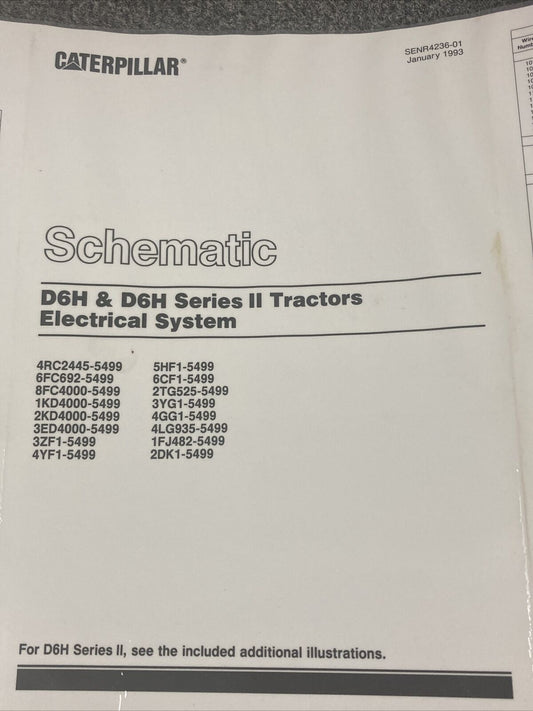 CATERPILLAR®
SENR4236-01
January 1993
Schematic
D6H & D6H Series II Tractors
Electrical System
4RC2445-5499
6FC692-5499
8FC4000-5499
1KD4000-5499
2KD4000-5499
3ED4000-5499
3ZF1-5499
4YF1-5499
5HF1-5499
6CF1-5499
2TG525-5499
3YG1-5499
4GG1-5499
4LG935-5499
1FJ482-5499
2DK1-5499
For D6H Series II, see the included additional illustrations.